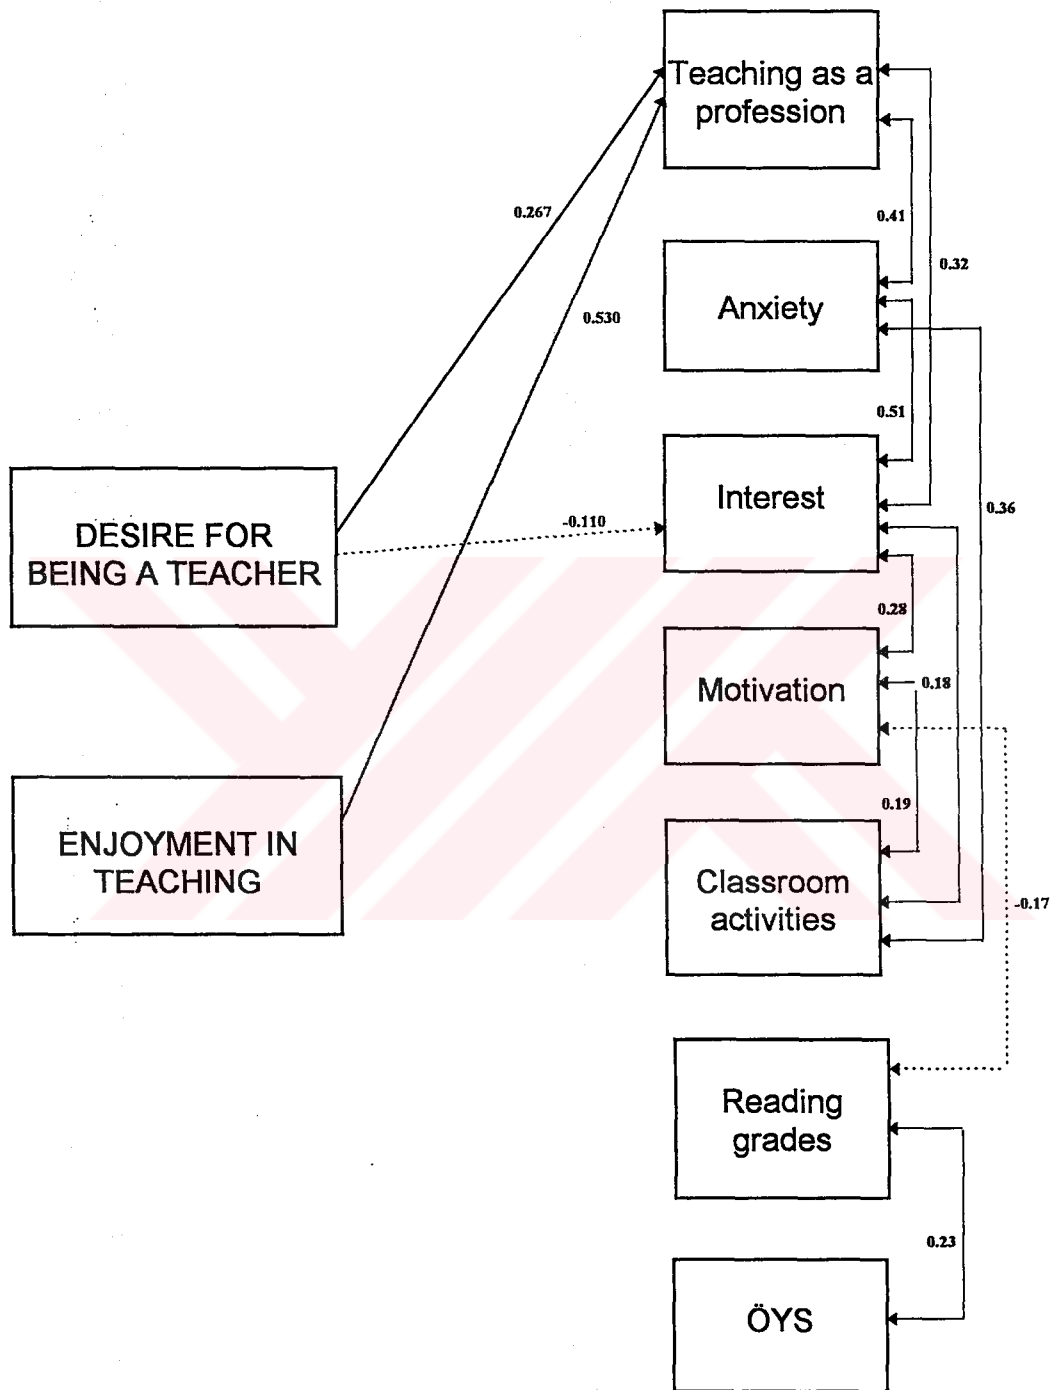 Teaching as a
profession
0.267
0.41
0.32
Anxiety
0.530
0.51
Interest
0.36
DESIRE FOR
BEING A TEACHER
-0.110
0.28
Motivation
0.18
0.19
ENJOYMENT IN
TEACHING
Classroom
activities
-0.17
Reading
grades
0.23
ÖYS